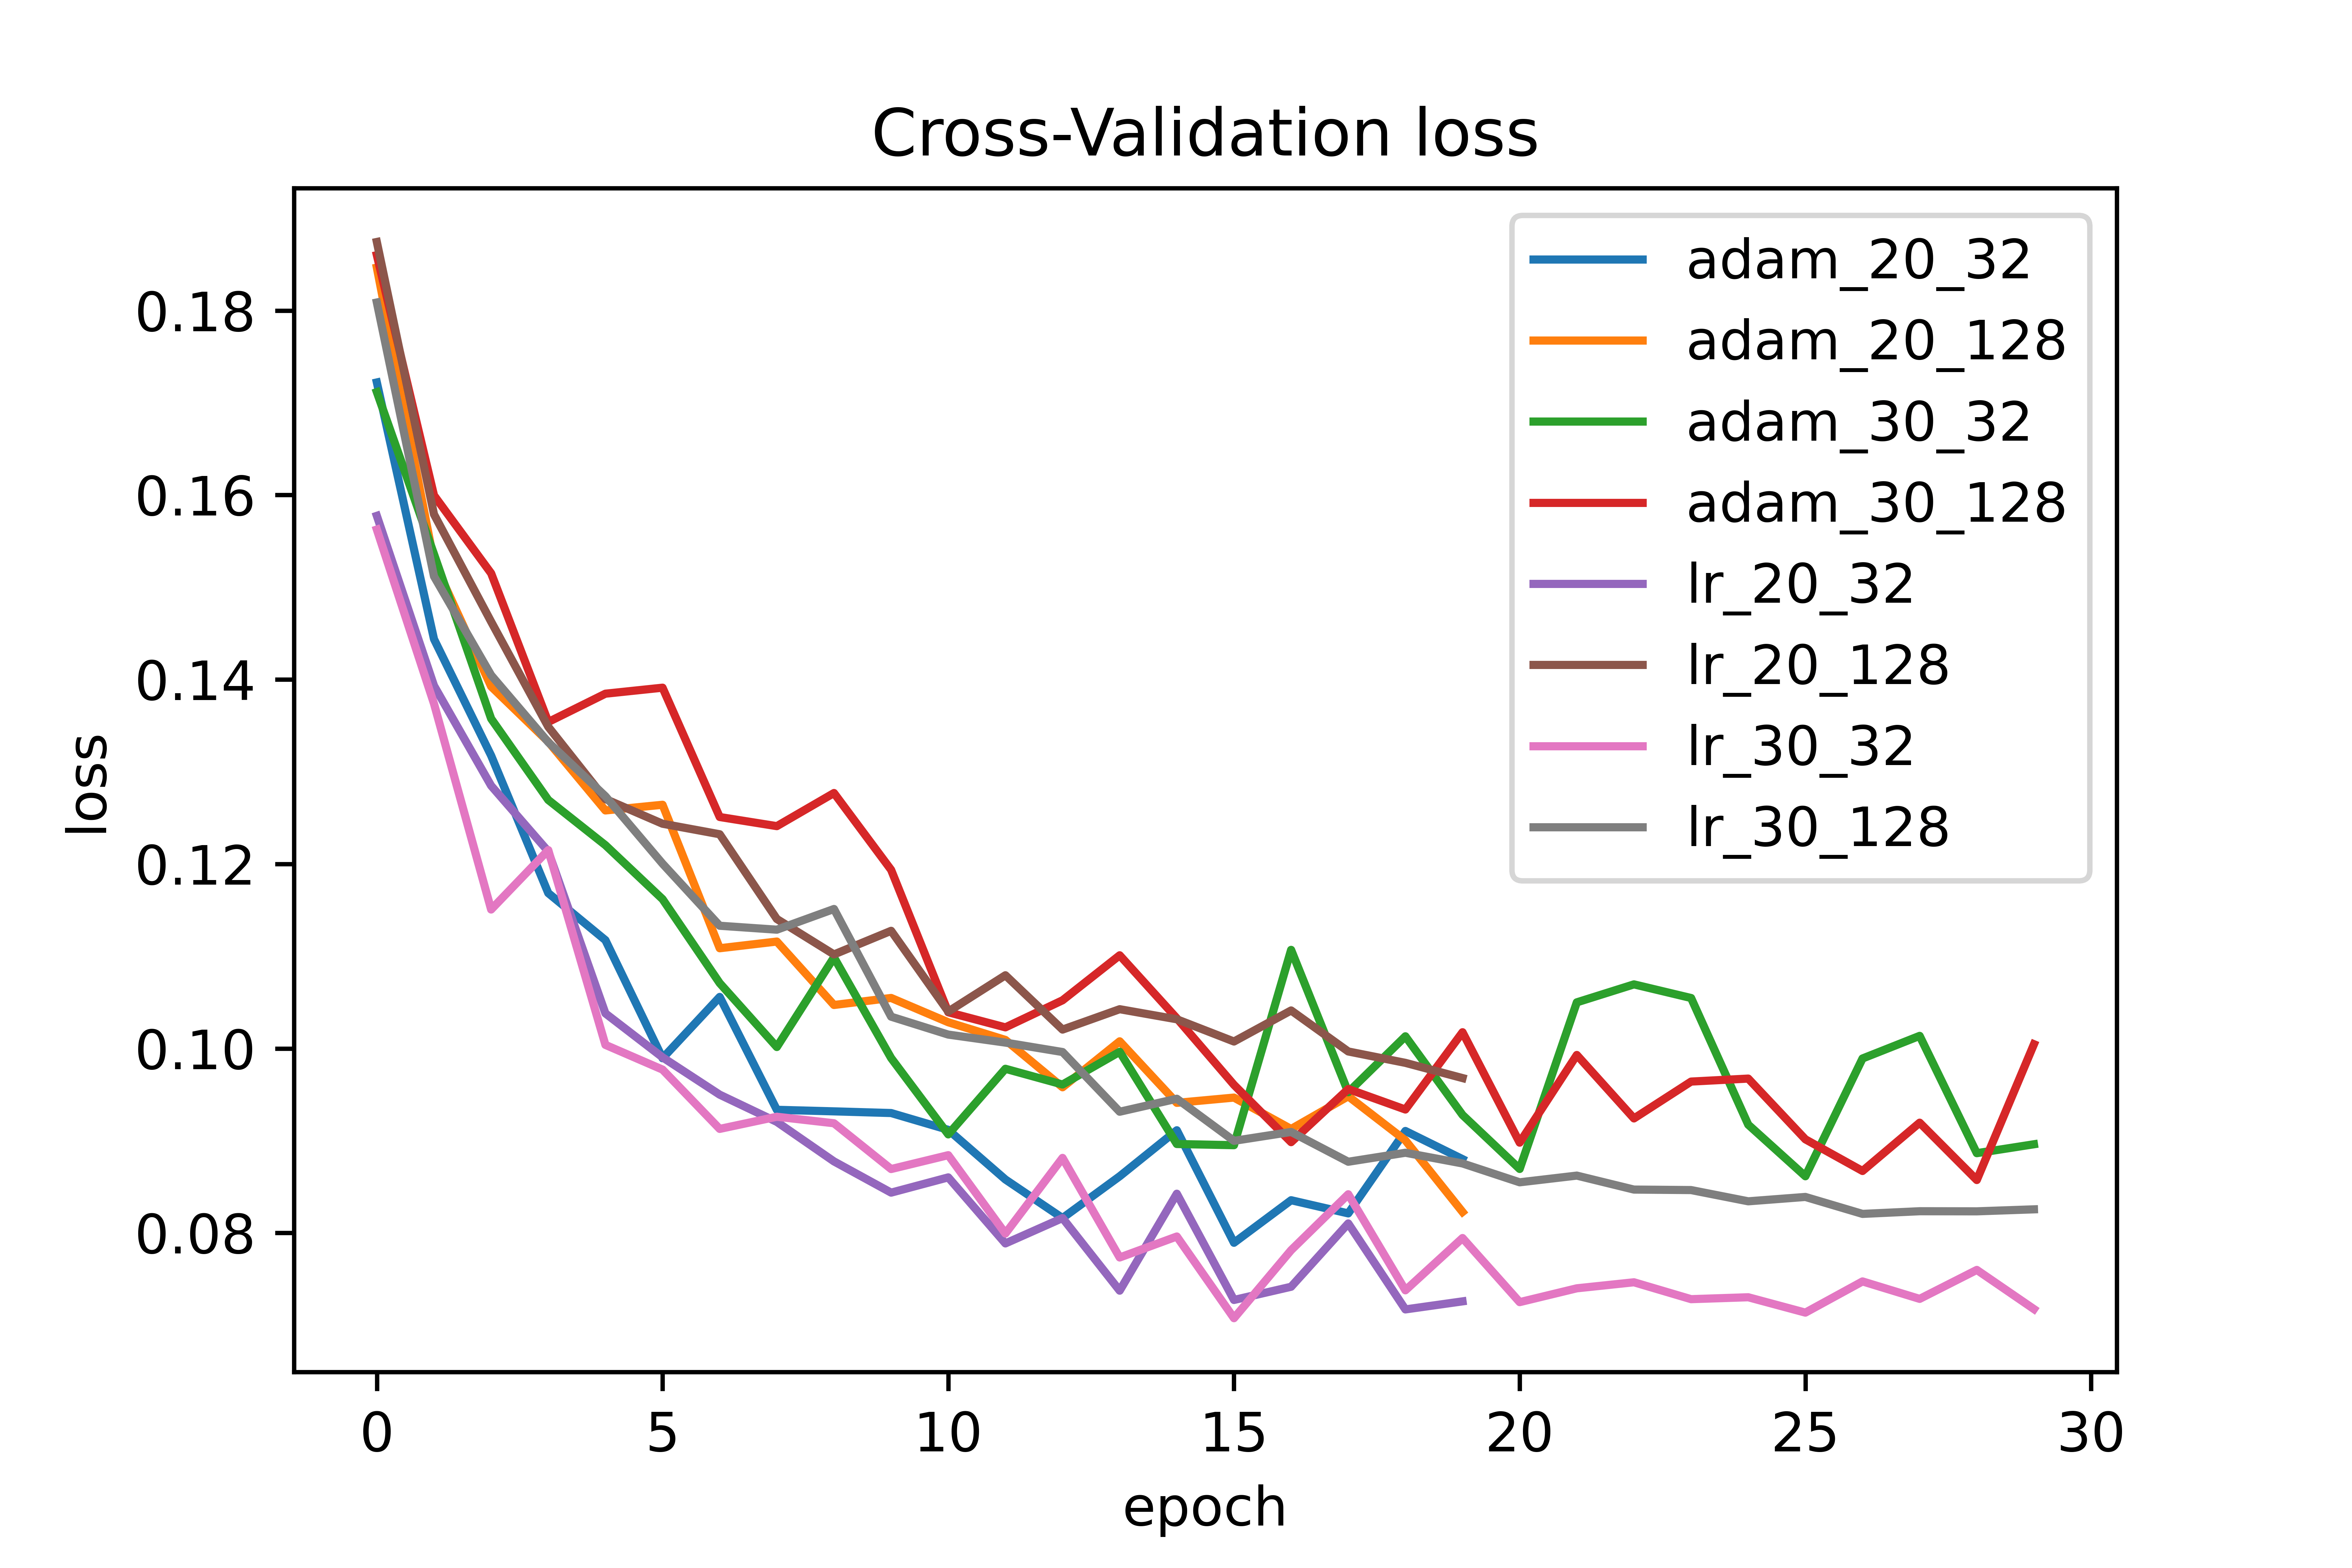 Cross-Validation loss
adam_20_32
adam_20_128
adam_30_32
adam_30_128
lr_20_32
lr_20_128
lr_30_32
lr_30_128
0.18
0.16
0.14
0.12
0.10
0.08
loss
0 5 10 15 20 25 30
epoch